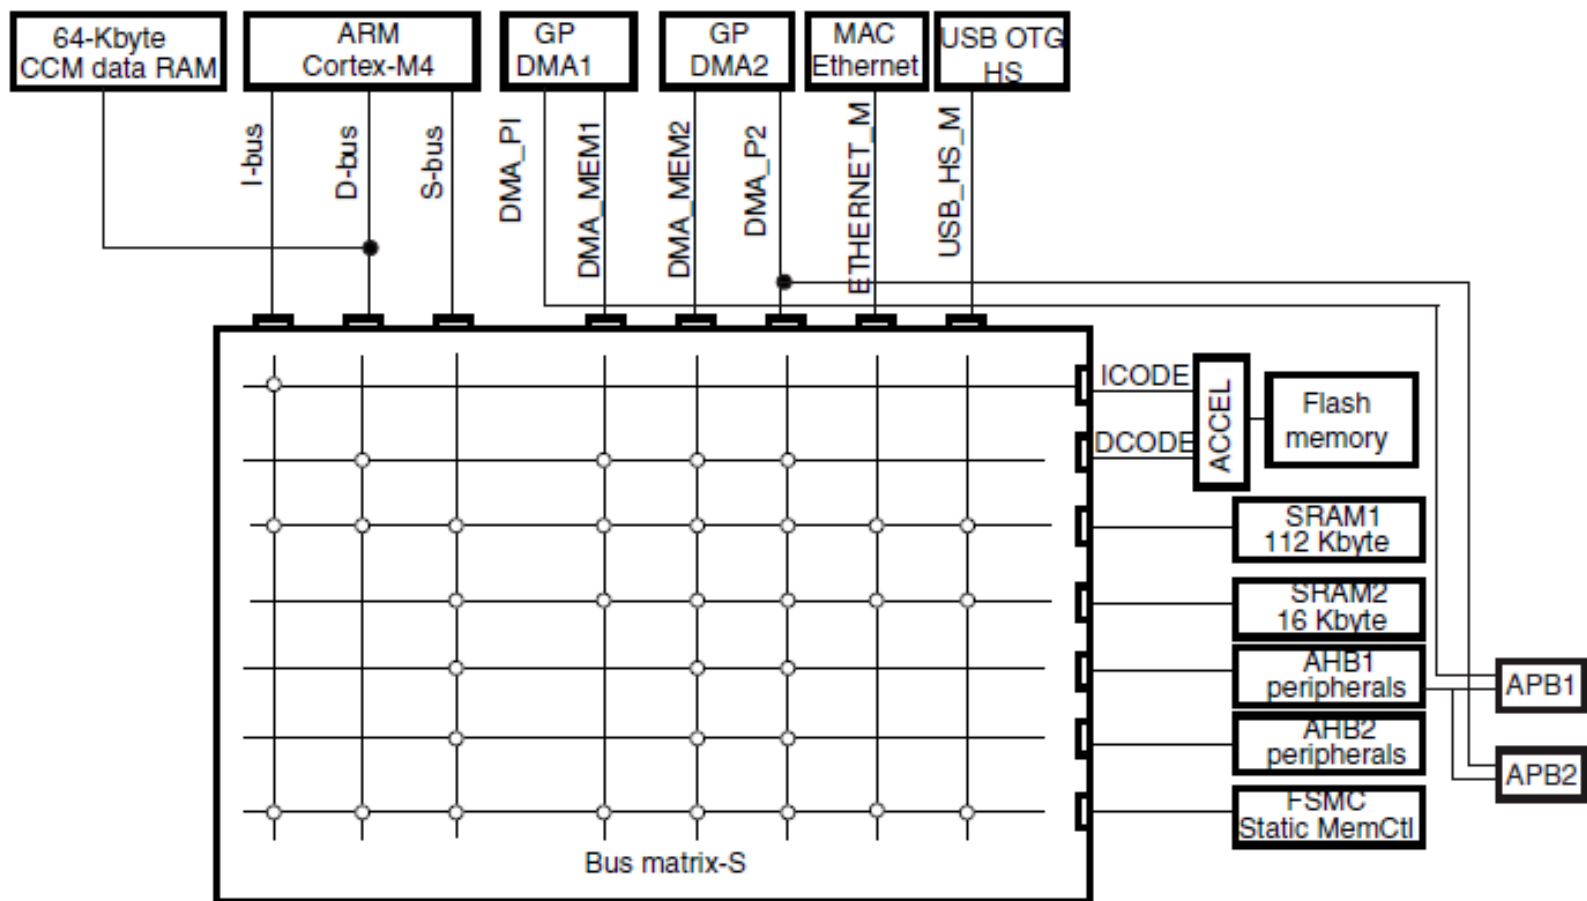 64-Kbyte
CCM data RAM
ARM
Cortex-M4
GP
DMA1
GP
DMA2
MAC
Ethernet
USB OTG
HS
I-bus
D-bus
S-bus
DMA_PI
DMA_MEM1
DMA_MEM2
DMA_P2
ETHERNET_M
USB_HS_M
ICODE
DCODE
ACCEL
Flash
memory
SRAM1
112 Kbyte
SRAM2
16 Kbyte
AHB1
peripherals
AHB2
peripherals
FSMC
Static MemCtl
APB1
APB2
Bus matrix-S